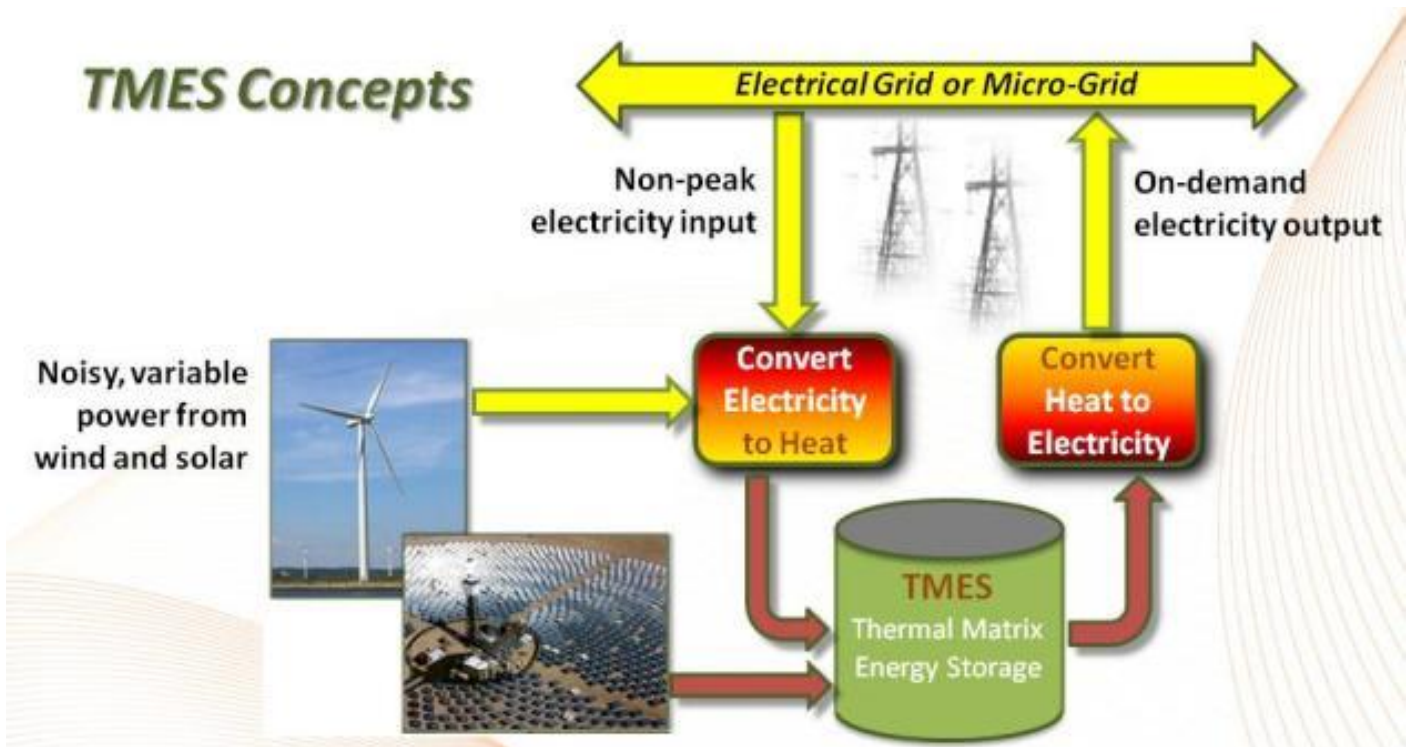 TMES Concepts
Electrical Grid or Micro-Grid
Non-peak
electricity input
On-demand
electricity output
Noisy, variable
power from
wind and solar
Convert
Electricity
to Heat
Convert
Heat to
Electricity
TMES
Thermal Matrix
Energy Storage